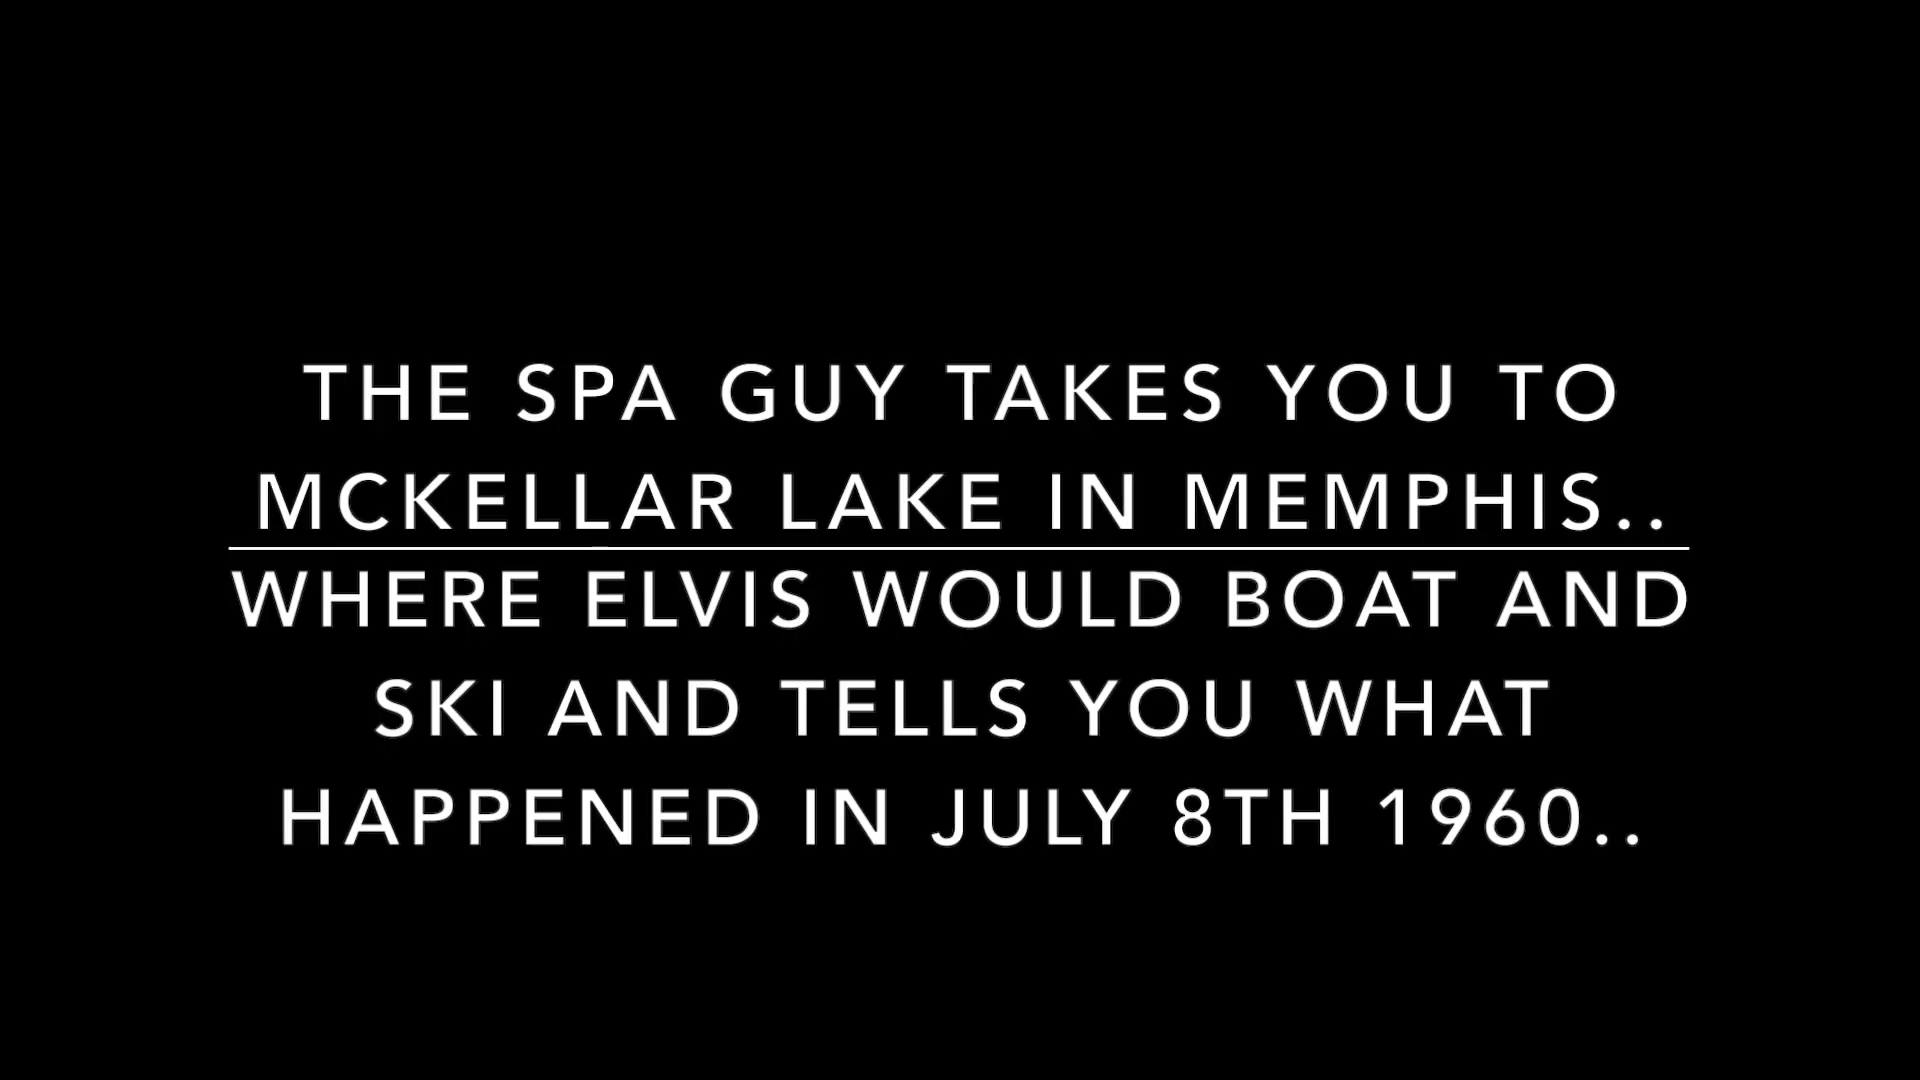 THE SPA GUY TAKES YOU TO
MCKELLAR LAKE IN MEMPHIS..
WHERE ELVIS WOULD BOAT AND
SKI AND TELLS YOU WHAT
HAPPENED IN JULY 8TH 1960..